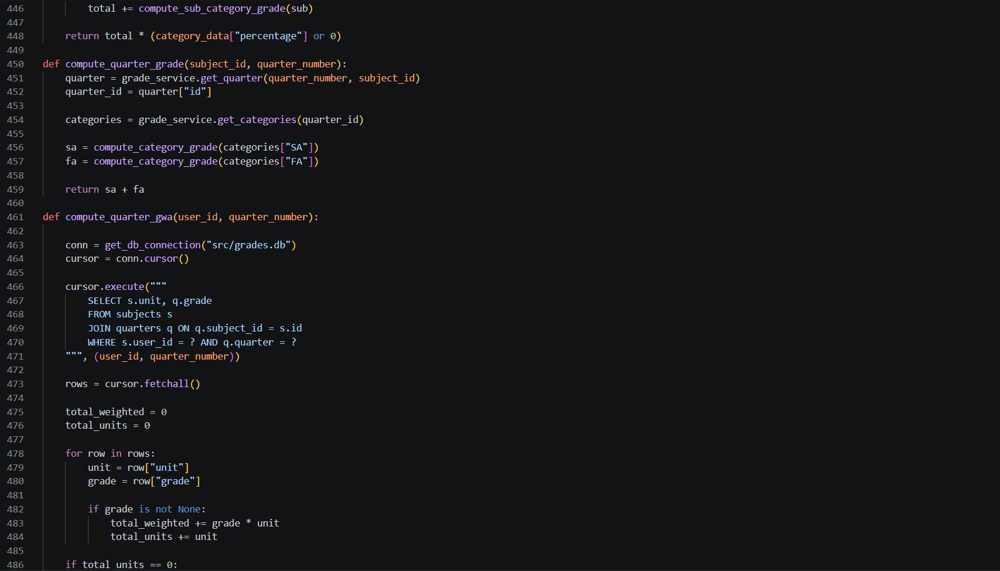 446             total += compute_sub_category_grade(sub)
447
448         return total * (category_data["percentage"] or 0)
449
450     def compute_quarter_grade(subject_id, quarter_number):
451         quarter = grade_service.get_quarter(quarter_number, subject_id)
452         quarter_id = quarter["id"]
453
454         categories = grade_service.get_categories(quarter_id)
455
456         sa = compute_category_grade(categories["SA"])
457         fa = compute_category_grade(categories["FA"])
458
459         return sa + fa
460
461     def compute_quarter_gwa(user_id, quarter_number):
462
463         conn = get_db_connection("src/grades.db")
464         cursor = conn.cursor()
465
466         cursor.execute("""
467             SELECT s.unit, q.grade
468             FROM subjects s
469             JOIN quarters q ON q.subject_id = s.id
470             WHERE s.user_id = ? AND q.quarter = ?
471         """, (user_id, quarter_number))
472
473         rows = cursor.fetchall()
474
475         total_weighted = 0
476         total_units = 0
477
478         for row in rows:
479             unit = row["unit"]
480             grade = row["grade"]
481
482             if grade is not None:
483                 total_weighted += grade * unit
484                 total_units += unit
485
486         if total_units == 0: